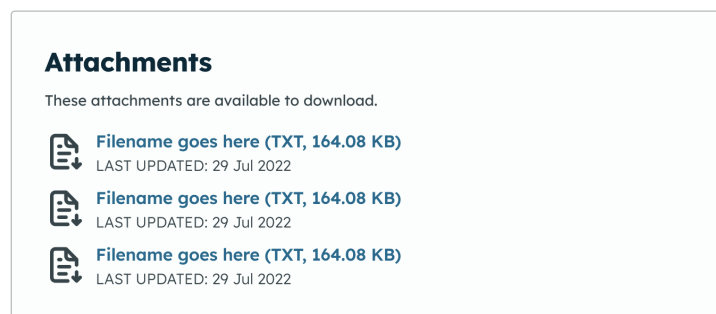 Attachments
These attachments are available to download.
Filename goes here (TXT, 164.08 KB)
LAST UPDATED: 29 Jul 2022
Filename goes here (TXT, 164.08 KB)
LAST UPDATED: 29 Jul 2022
Filename goes here (TXT, 164.08 KB)
LAST UPDATED: 29 Jul 2022